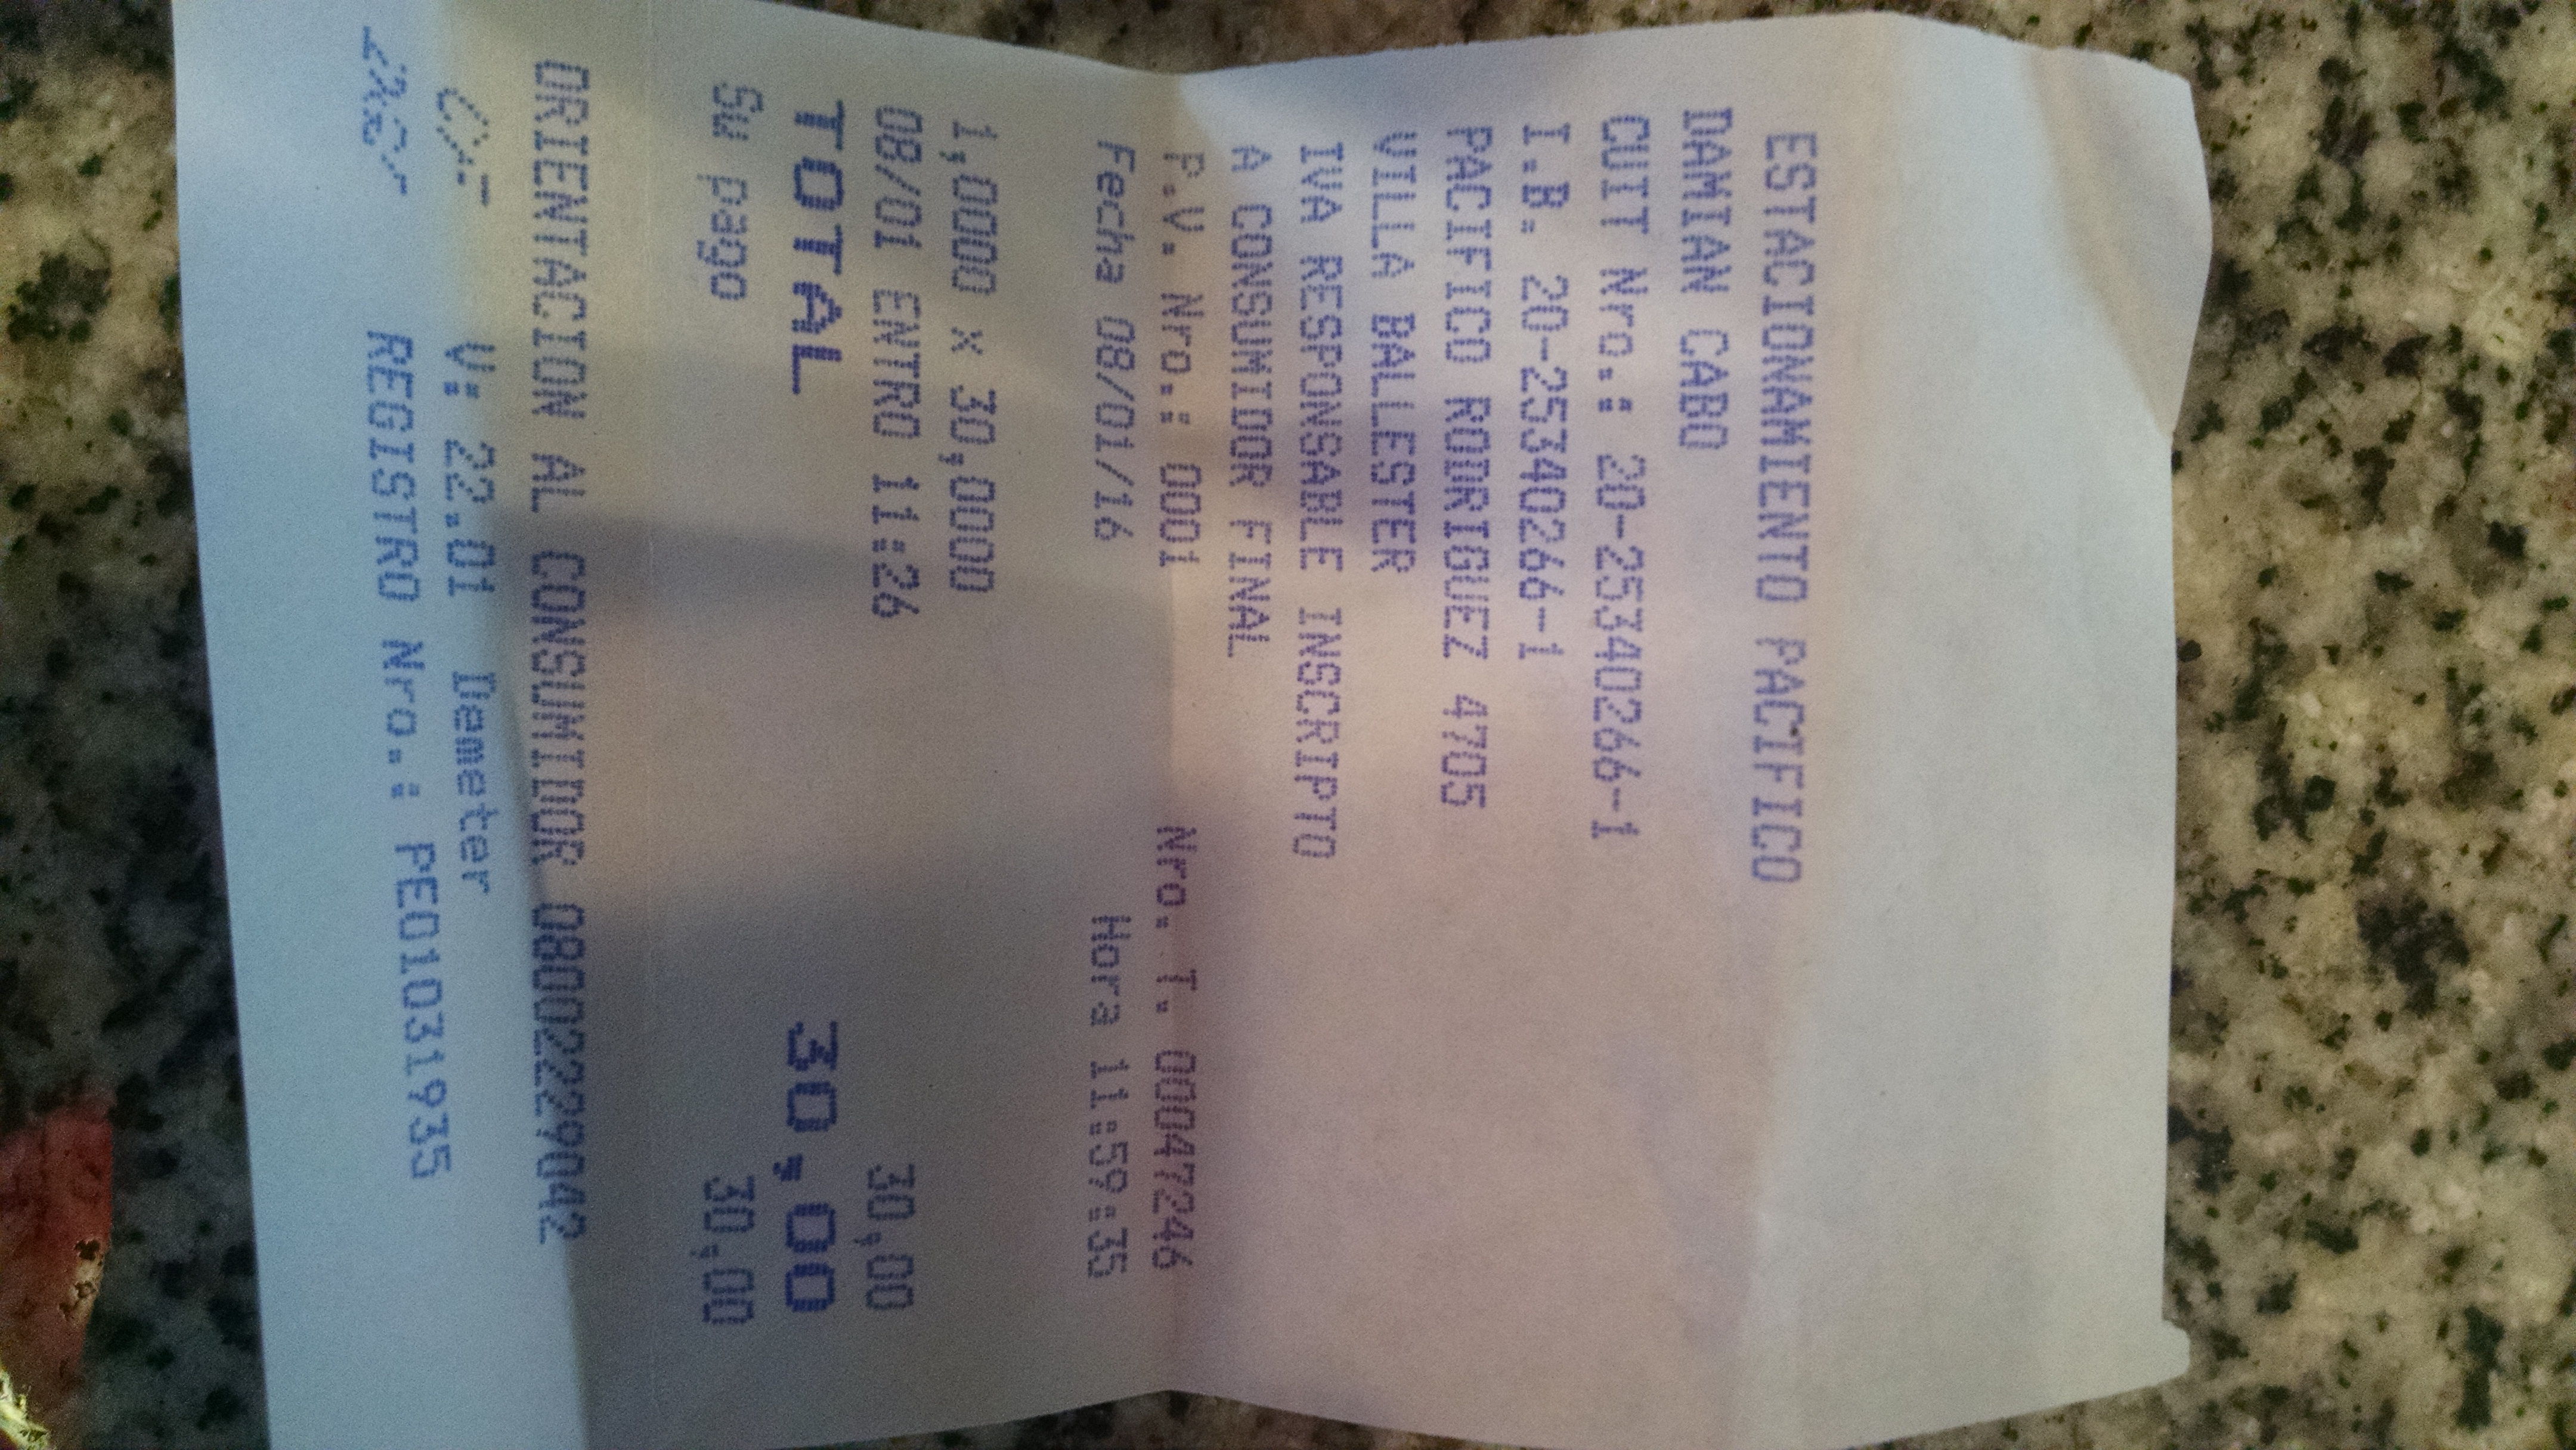 ESTACIONAMIENTO PACIFICO
DAMIAN CABO
CUIT Nro.: 20-25340266-1
I.B. 20-25340266-1
PACIFICO RODRIGUEZ 4705
VILLA BALLESTER
IVA RESPONSABLE INSCRIPTO
A CONSUMIDOR FINAL
P.V. Nro.: 0001 Nro. T. 00047246
Fecha 08/01/16 Hora 11:59:35
1,0000 x 30,0000
08/01 ENTRO 11:26 30,00
TOTAL 30,00
Su pago 30,00
ORIENTACION AL CONSUMIDOR 08002229042
V: 22.01 Demeter
REGISTRO Nro.: PEO1031935